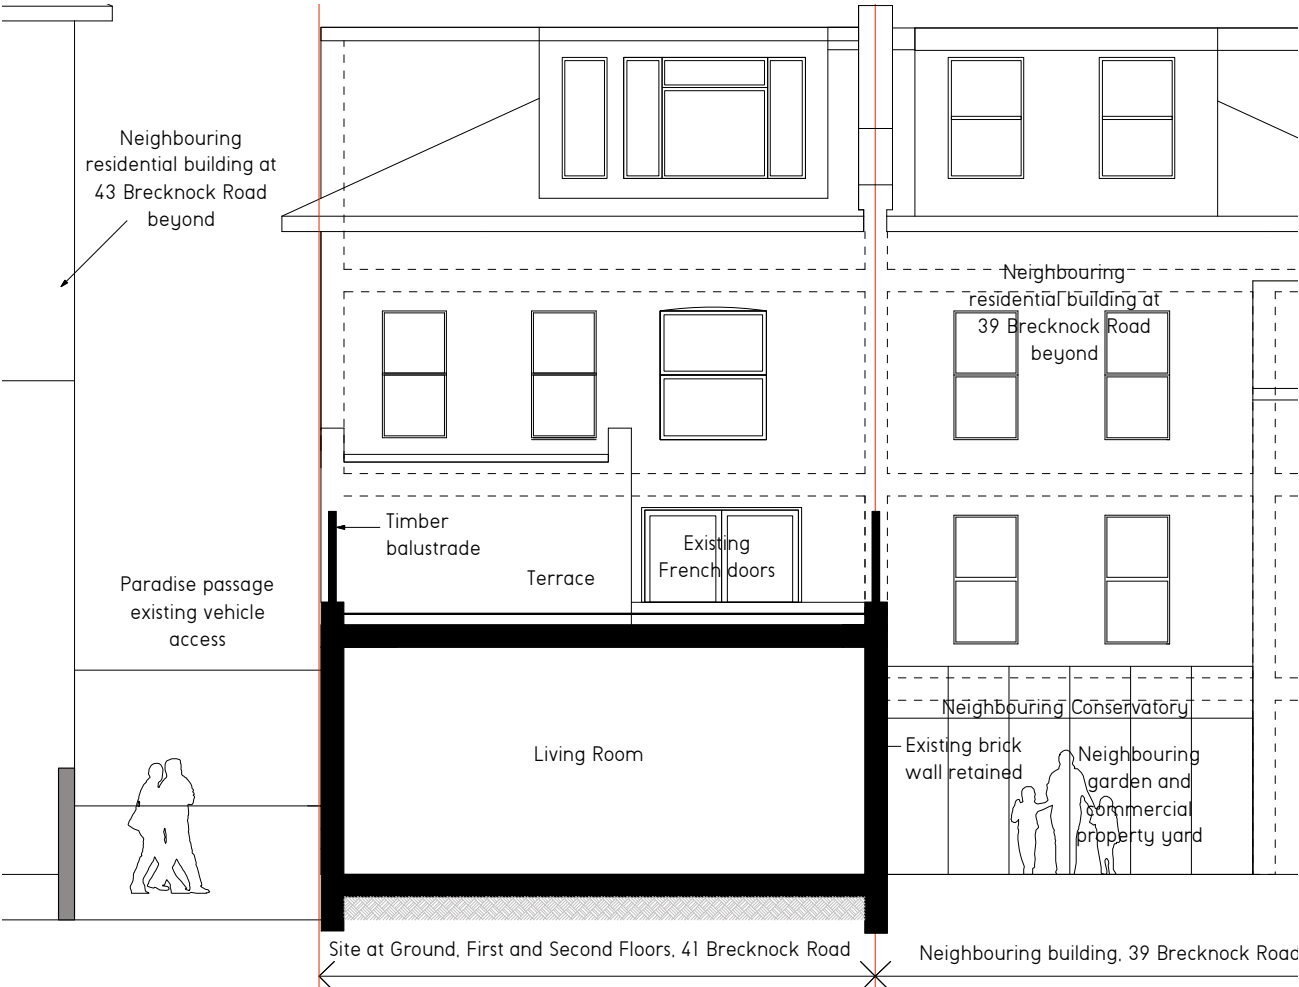 Neighbouring
residential building at
43 Brecknock Road
beyond
Neighbouring
residential building at
39 Brecknock Road
beyond
Timber
balustrade
Terrace
Existing
French doors
Paradise passage
existing vehicle
access
Neighbouring Conservatory
Living Room
Existing brick
wall retained
Neighbouring
garden and
commercial
property yard
Site at Ground, First and Second Floors, 41 Brecknock Road
Neighbouring building, 39 Brecknock Road